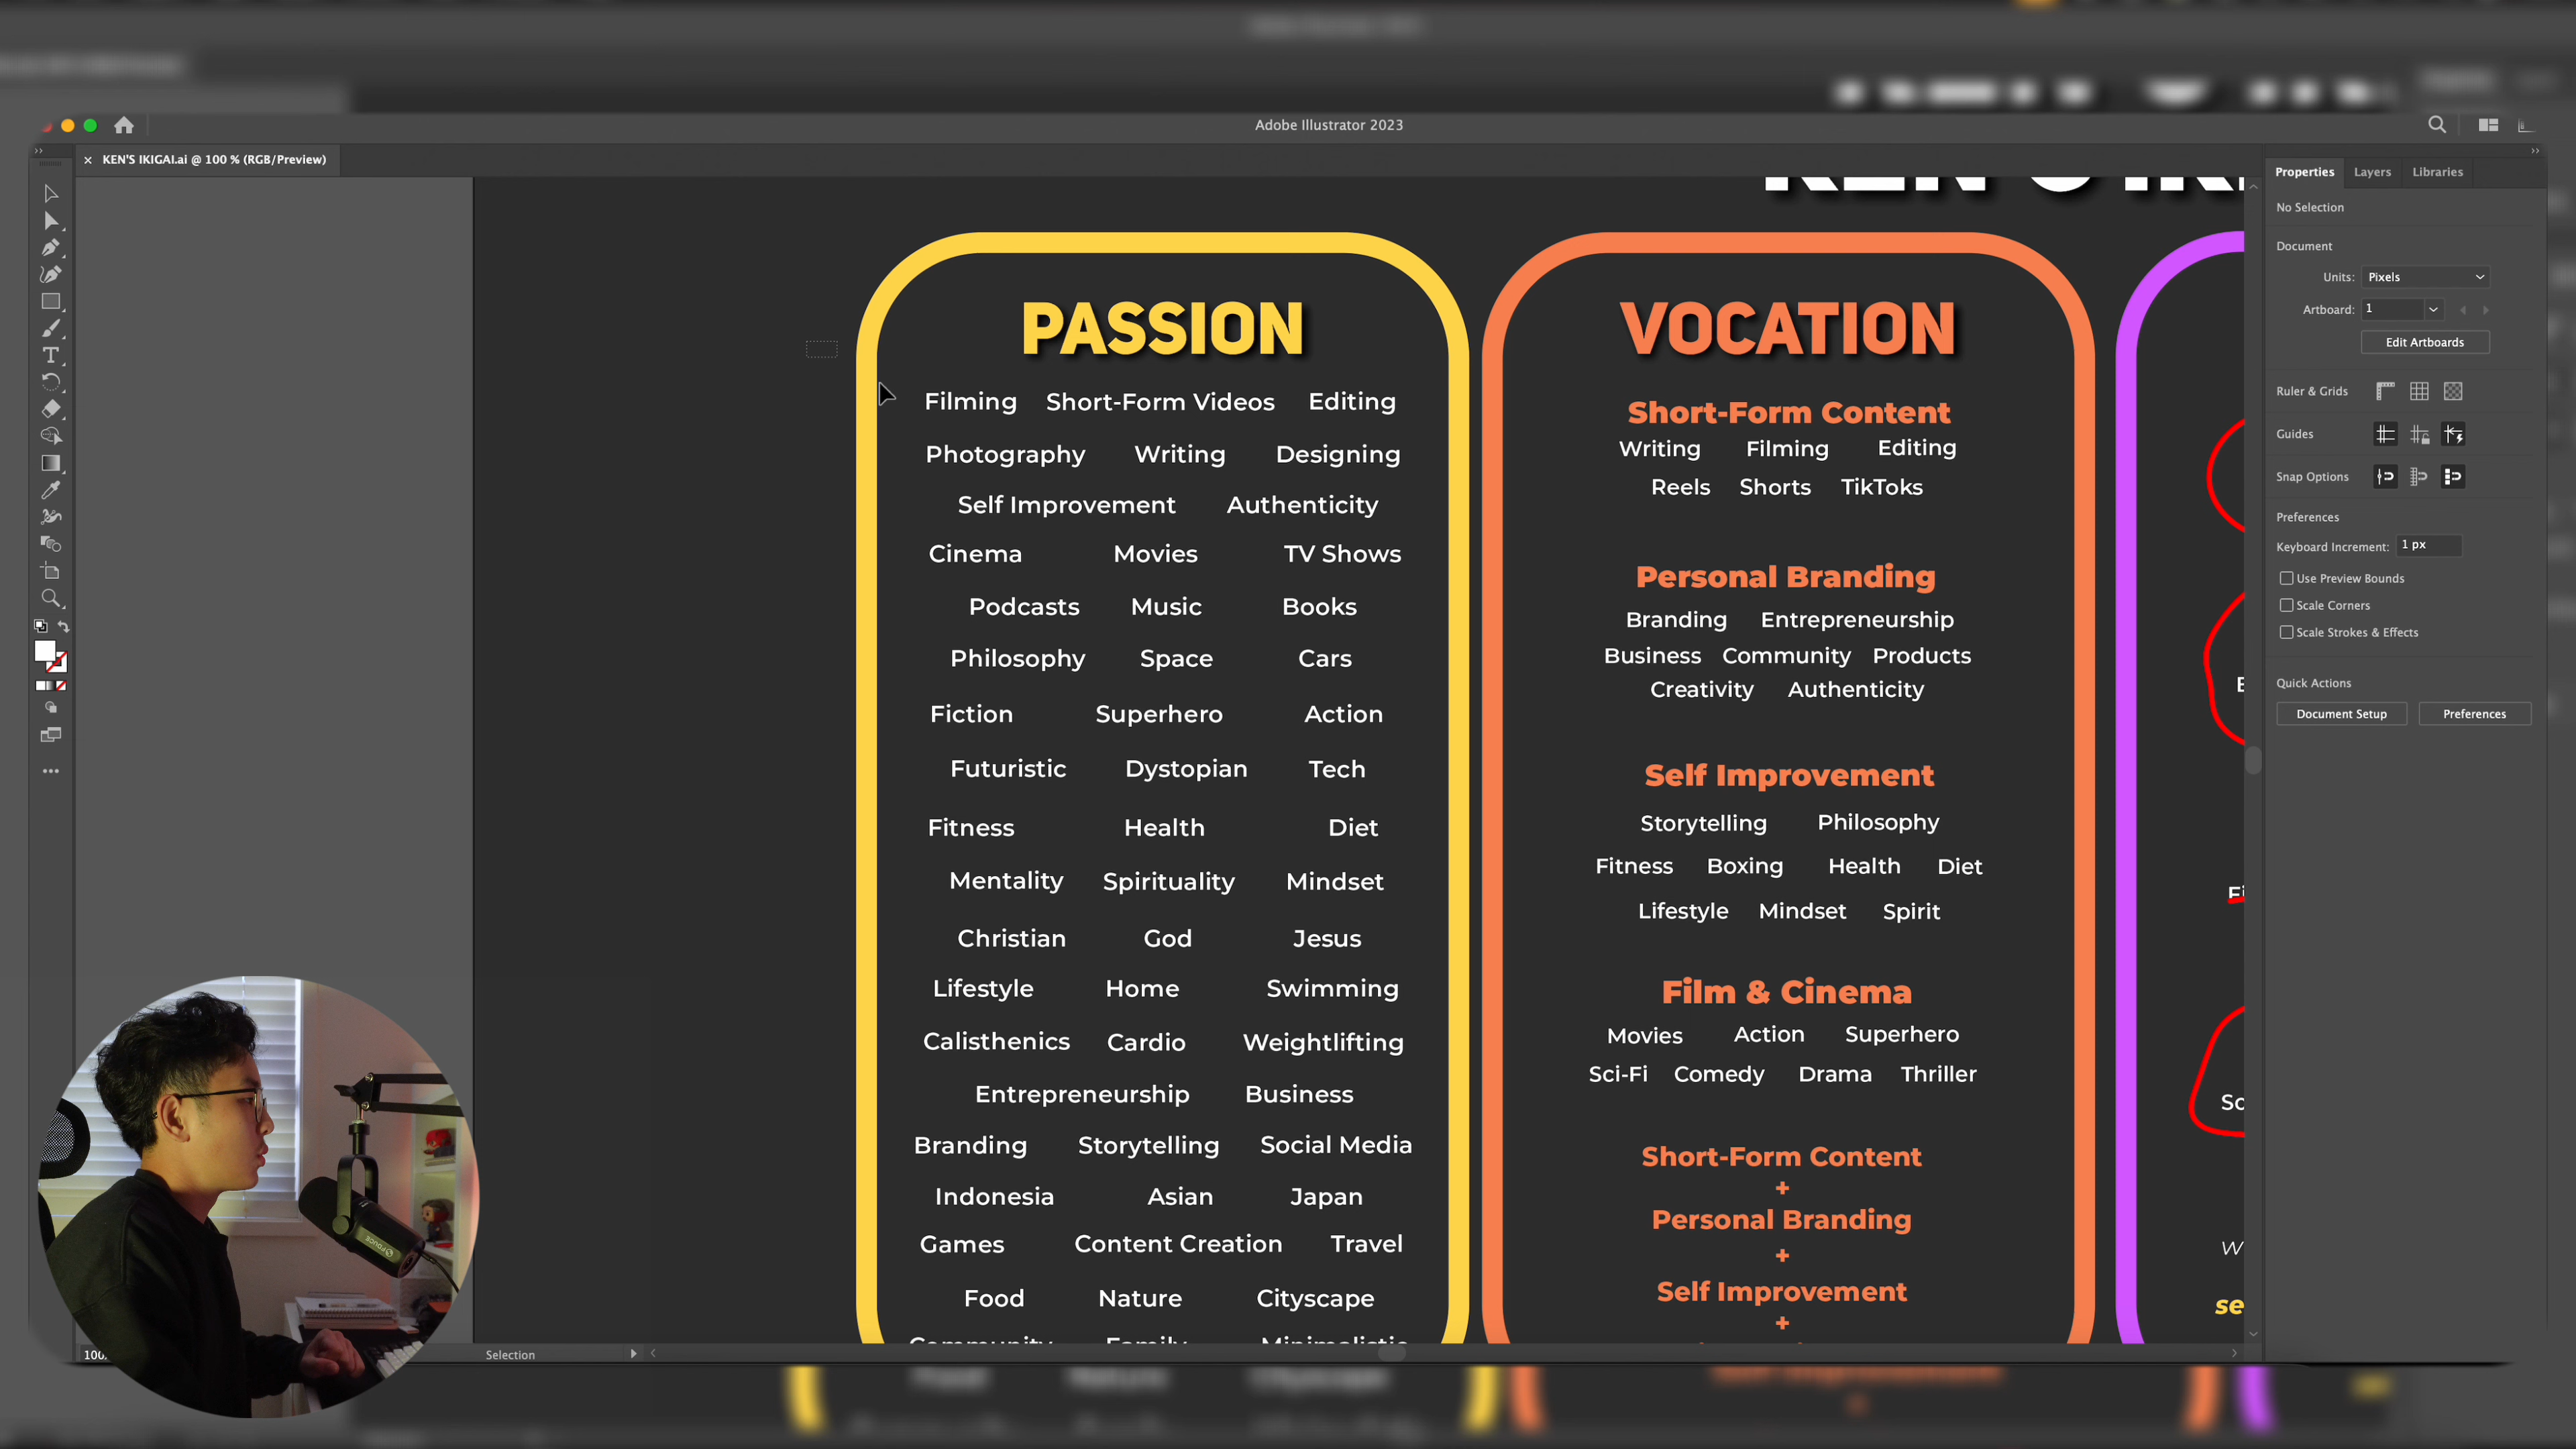 Adobe Illustrator 2023
× KEN'S IKIGAI.ai @ 100 % (RGB/Preview)
PASSION
Filming Short-Form Videos Editing
Photography Writing Designing
Self Improvement Authenticity
Cinema Movies TV Shows
Podcasts Music Books
Philosophy Space Cars
Fiction Superhero Action
Futuristic Dystopian Tech
Fitness Health Diet
Mentality Spirituality Mindset
Christian God Jesus
Lifestyle Home Swimming
Calisthenics Cardio Weightlifting
Entrepreneurship Business
Branding Storytelling Social Media
Indonesia Asian Japan
Games Content Creation Travel
Food Nature Cityscape
VOCATION
Short-Form Content
Writing Filming Editing
Reels Shorts TikToks
Personal Branding
Branding Entrepreneurship
Business Community Products
Creativity Authenticity
Self Improvement
Storytelling Philosophy
Fitness Boxing Health Diet
Lifestyle Mindset Spirit
Film & Cinema
Movies Action Superhero
Sci-Fi Comedy Drama Thriller
Short-Form Content
+
Personal Branding
+
Self Improvement
+
Properties Layers Libraries
No Selection
Document
Units: Pixels
Artboard: 1
Edit Artboards
Ruler & Grids
Guides
Snap Options
Preferences
Keyboard Increment: 1 px
Use Preview Bounds
Scale Corners
Scale Strokes & Effects
Quick Actions
Document Setup Preferences
Selection